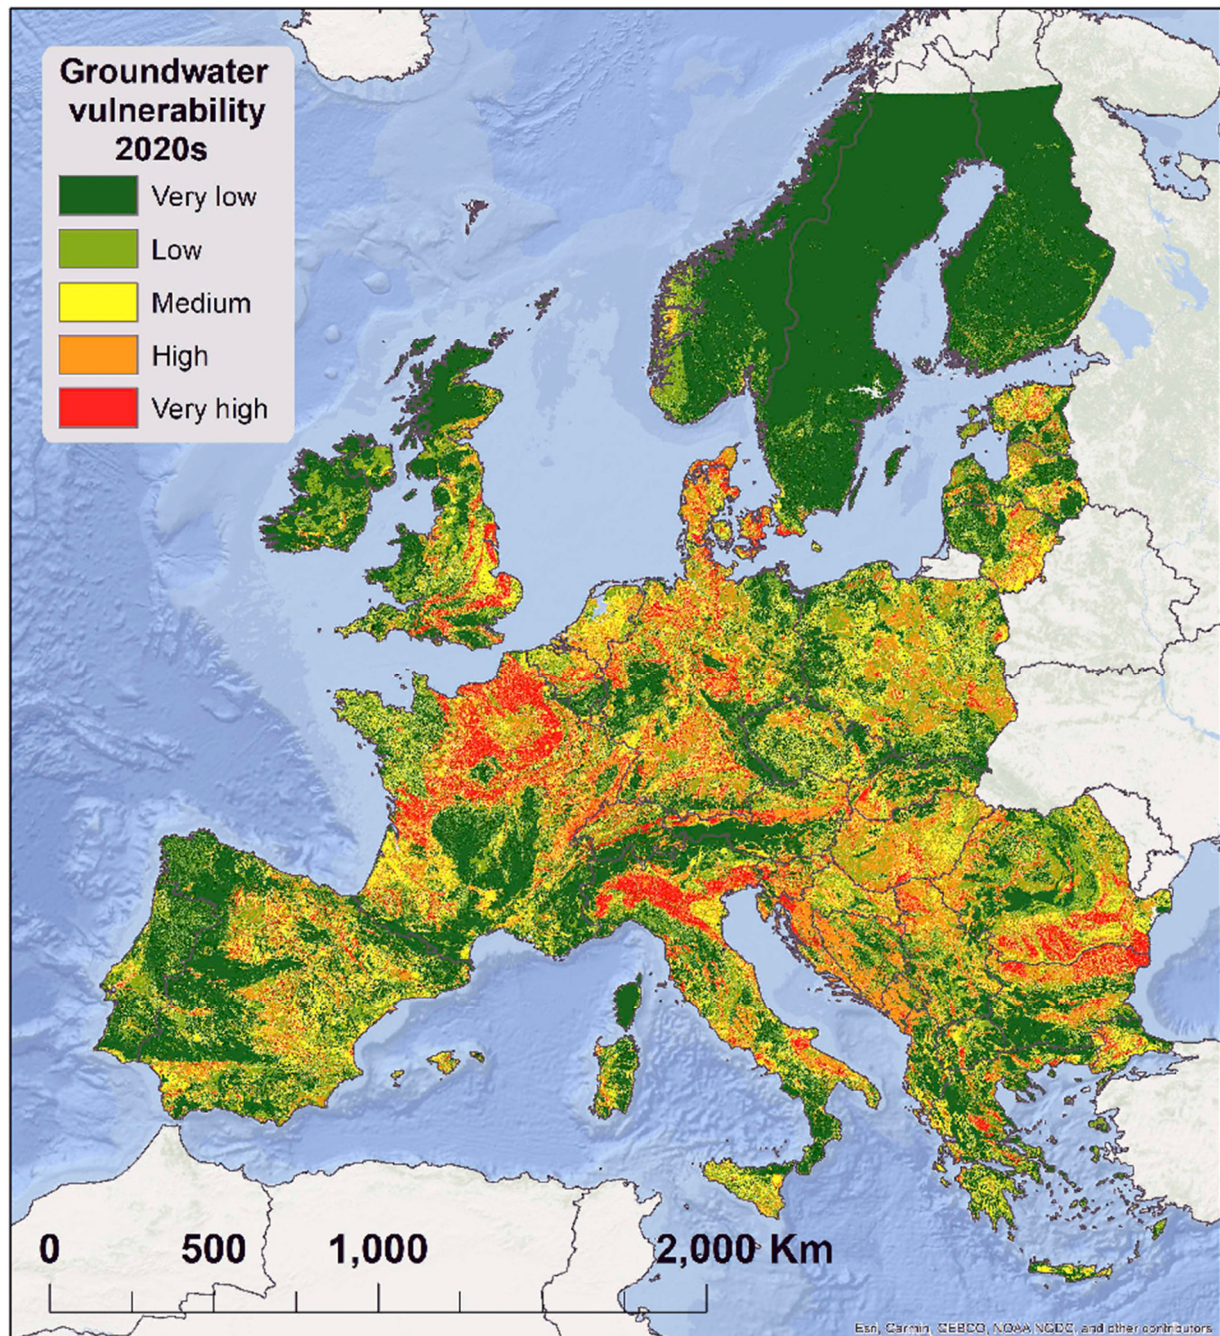 Groundwater
vulnerability
2020s
Very low
Low
Medium
High
Very high
0 500 1,000 2,000 Km
Esri, Garmin, GEBCO, NOAA NGDC, and other contributors